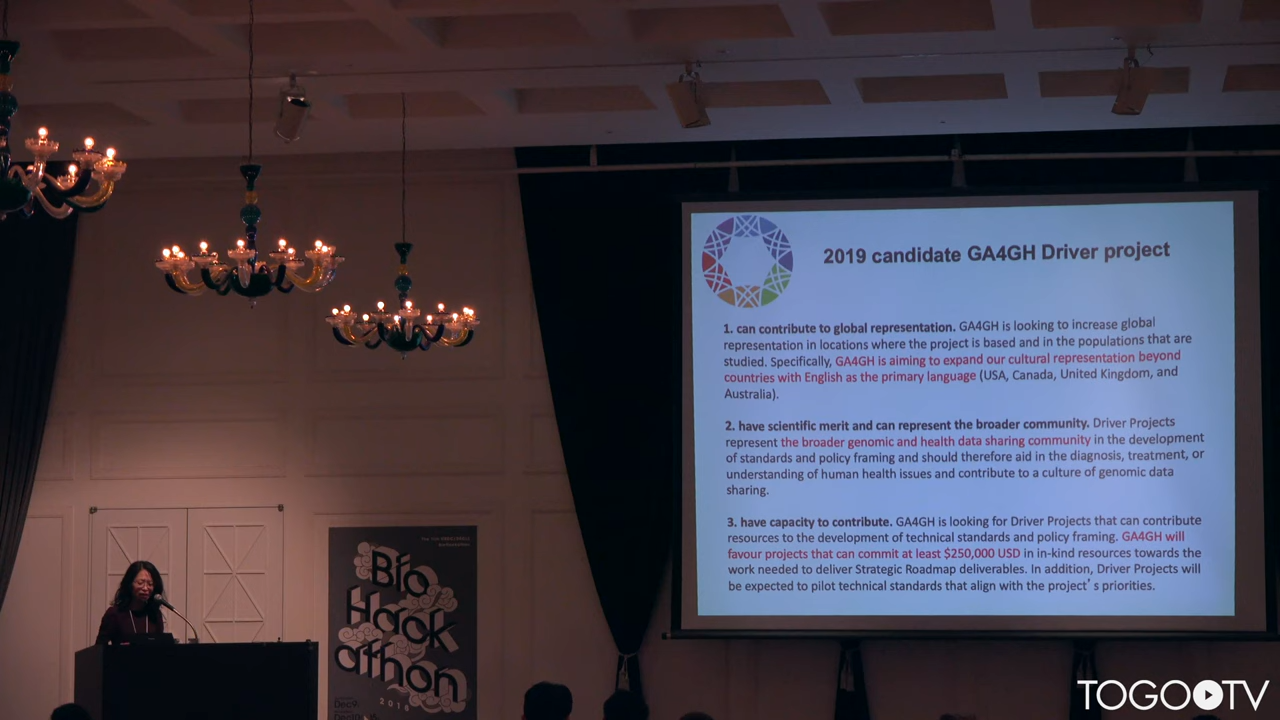 2019 candidate GA4GH Driver project
1. can contribute to global representation. GA4GH is looking to increase global
representation in locations where the project is based and in the populations that are
studied. Specifically, GA4GH is aiming to expand our cultural representation beyond
countries with English as the primary language (USA, Canada, United Kingdom, and
Australia).
2. have scientific merit and can represent the broader community. Driver Projects
represent the broader genomic and health data sharing community in the development
of standards and policy framing and should therefore aid in the diagnosis, treatment, or
understanding of human health issues and contribute to a culture of genomic data
sharing.
3. have capacity to contribute. GA4GH is looking for Driver Projects that can contribute
resources to the development of technical standards and policy framing. GA4GH will
favour projects that can commit at least $250,000 USD in in-kind resources towards the
work needed to deliver Strategic Roadmap deliverables. In addition, Driver Projects will
be expected to pilot technical standards that align with the project's priorities.
Bio
Hack
athon
2018
TOGOTV